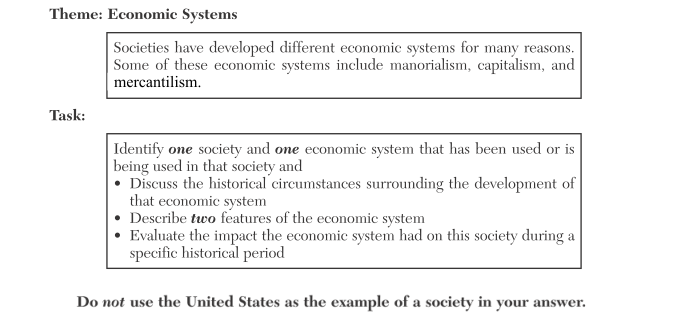 Theme: Economic Systems
Societies have developed different economic systems for many reasons.
Some of these economic systems include manorialism, capitalism, and
mercantilism.
Task:
Identify one society and one economic system that has been used or is
being used in that society and
• Discuss the historical circumstances surrounding the development of
that economic system
• Describe two features of the economic system
• Evaluate the impact the economic system had on this society during a
specific historical period
Do not use the United States as the example of a society in your answer.